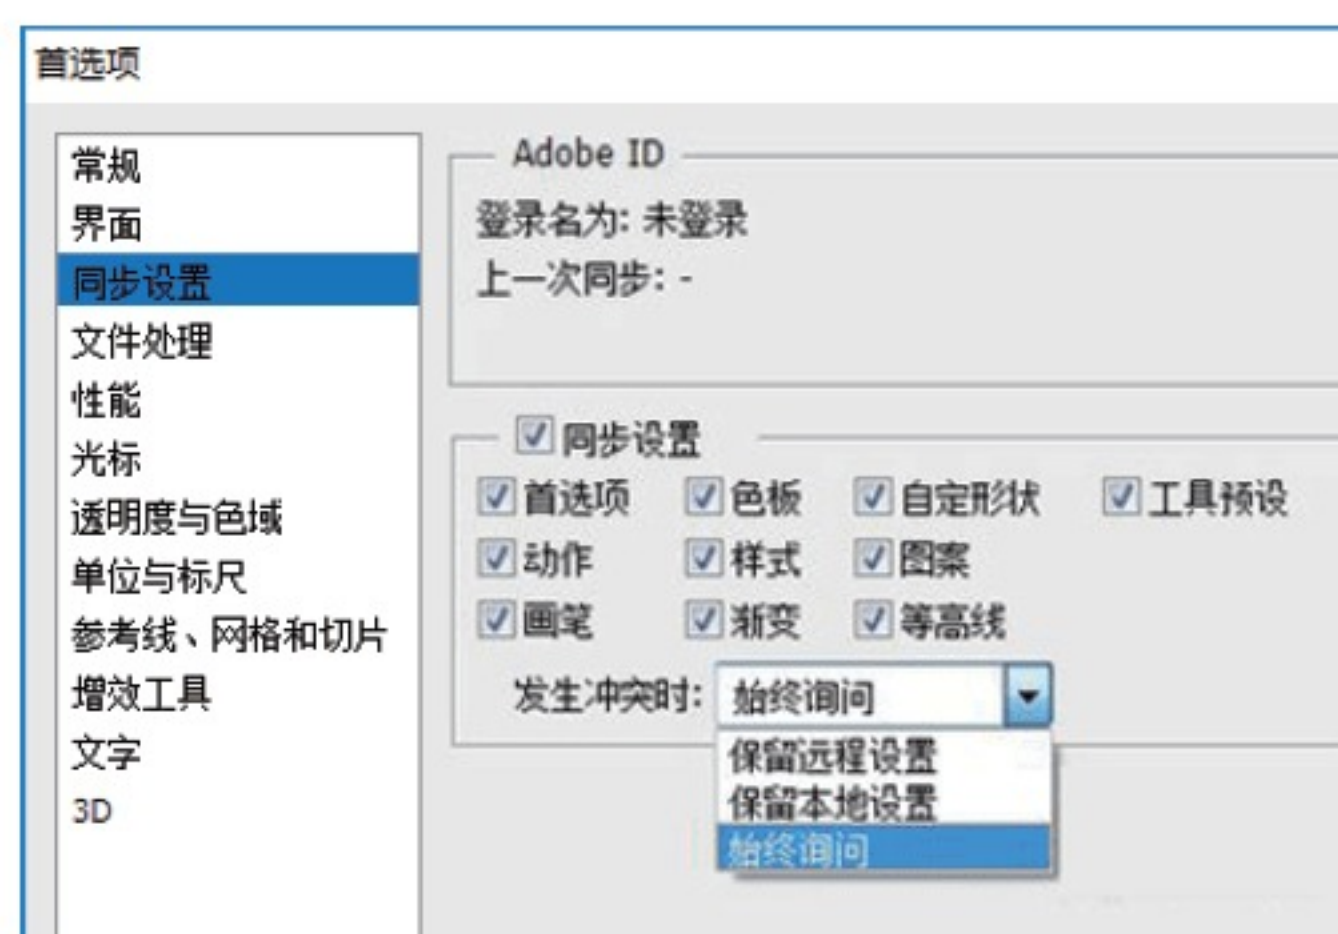 首选项
常规
界面
同步设置
文件处理
性能
光标
透明度与色域
单位与标尺
参考线、网格和切片
增效工具
文字
3D
Adobe ID
登录名为: 未登录
上一次同步: -
同步设置
首选项 色板 自定形状 工具预设
动作 样式 图案
画笔 渐变 等高线
发生冲突时: 始终询问
保留远程设置
保留本地设置
始终询问